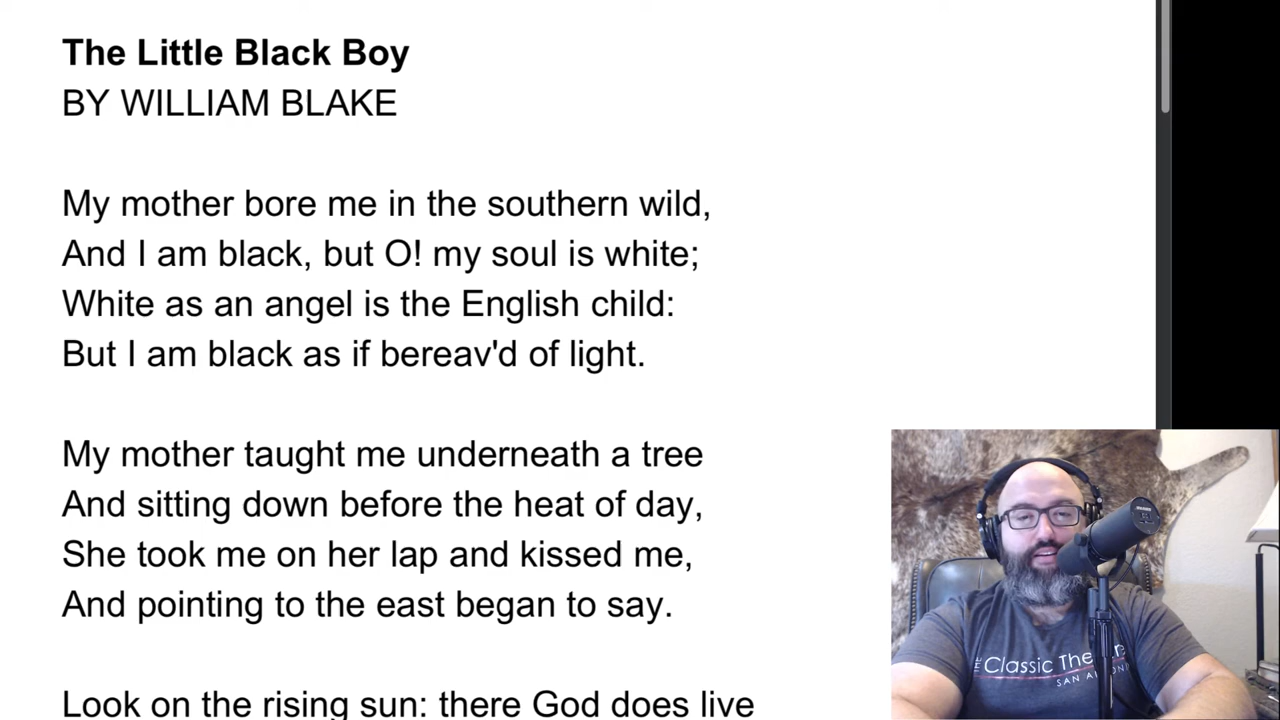 The Little Black Boy
BY WILLIAM BLAKE
My mother bore me in the southern wild,
And I am black, but O! my soul is white;
White as an angel is the English child:
But I am black as if bereav'd of light.
My mother taught me underneath a tree
And sitting down before the heat of day,
She took me on her lap and kissed me,
And pointing to the east began to say.
Look on the rising sun: there God does live
THE Classic
SAN